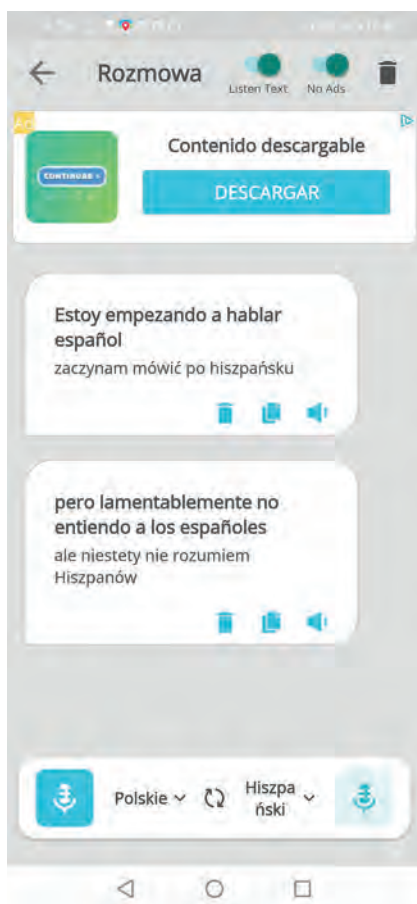 Rozmowa
Listen Text
No Ads
Ad
Contenido descargable
CONTINUAR >
DESCARGAR
Estoy empezando a hablar
español
zaczynam mówić po hiszpańsku
pero lamentablemente no
entiendo a los españoles
ale niestety nie rozumiem
Hiszpanów
Polskie
Hiszpa
ński